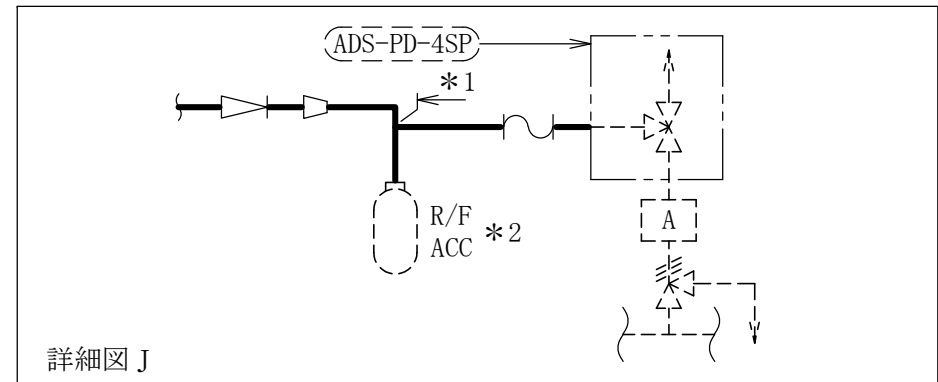 ADS-PD-4SP
*1
R/F
ACC *2
A
詳細図 J